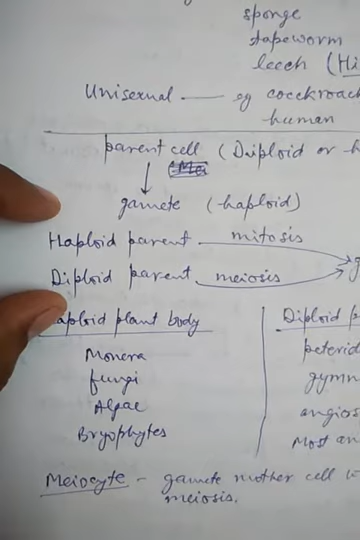 sponge
tapeworm
leech (Hi
Unisexual — eg cockroach
human
parent cell (Diploid or h
gamete (haploid)
Haploid parent mitosis g
Diploid parent meiosis
aploid plant body
Monera
fungi
Algae
Bryophytes
Diploid p
pterid
gymn
angios
Most an
Meiocyte - gamete mother cell
meiosis.